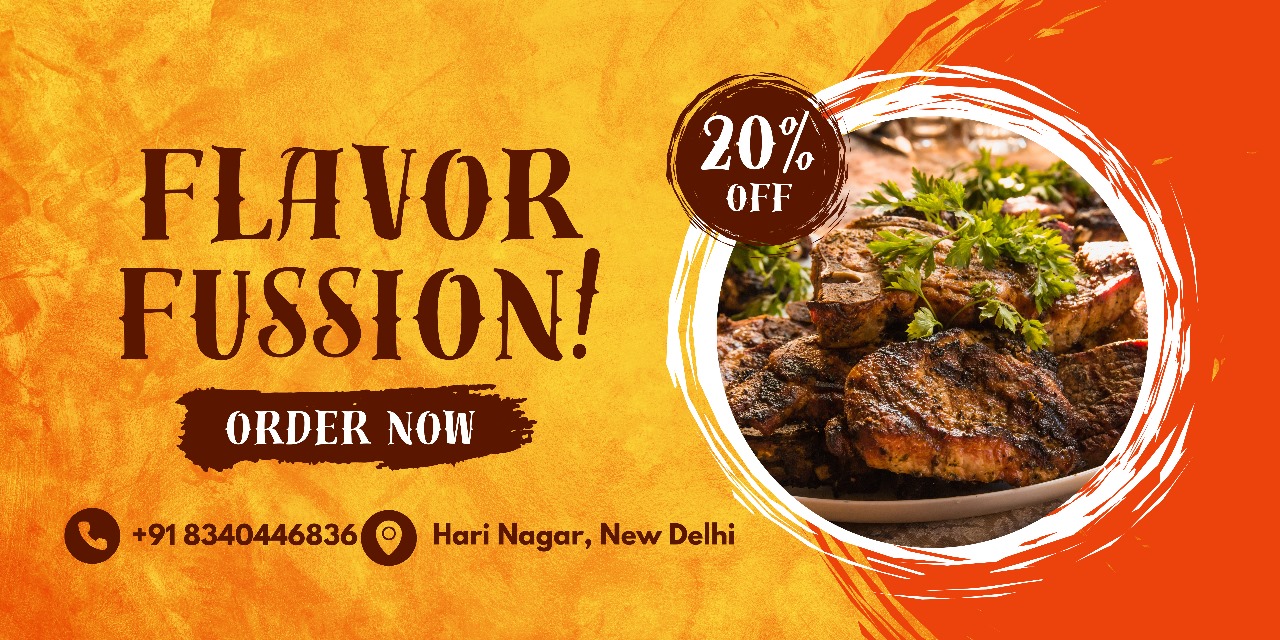 20%
OFF
FLAVOR
FUSSION!
ORDER NOW
+91 8340446836
Hari Nagar, New Delhi